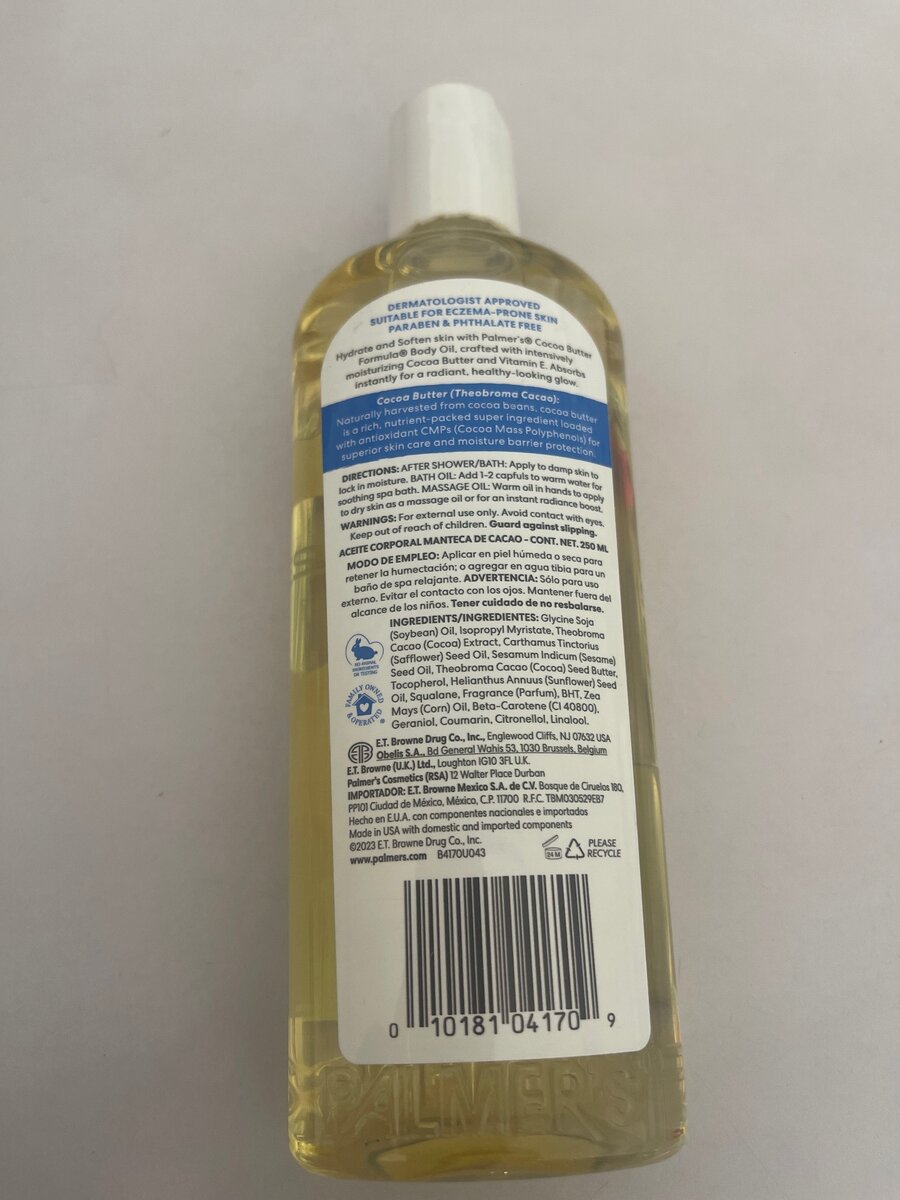 DERMATOLOGIST APPROVED
SUITABLE FOR ECZEMA-PRONE SKIN
PARABEN & PHTHALATE FREE
Hydrate and Soften skin with Palmer's® Cocoa Butter
Formula® Body Oil, crafted with intensively
moisturizing Cocoa Butter and Vitamin E. Absorbs
instantly for a radiant, healthy-looking glow.
Cocoa Butter (Theobroma Cacao):
Naturally harvested from cocoa beans, cocoa butter
is a rich, nutrient-packed super ingredient loaded
with antioxidant CMPs (Cocoa Mass Polyphenols) for
superior skin care and moisture barrier protection.
DIRECTIONS: AFTER SHOWER/BATH: Apply to damp skin to
lock in moisture. BATH OIL: Add 1-2 capfuls to warm water for
soothing spa bath. MASSAGE OIL: Warm oil in hands to apply
to dry skin as a massage oil or for an instant radiance boost.
WARNINGS: For external use only. Avoid contact with eyes.
Keep out of reach of children. Guard against slipping.
ACEITE CORPORAL MANTECA DE CACAO - CONT. NET. 250 ML
MODO DE EMPLEO: Aplicar en piel húmeda o seca para
retener la humectación; o agregar en agua tibia para un
baño de spa relajante. ADVERTENCIA: Sólo para uso
externo. Evitar el contacto con los ojos. Mantener fuera del
alcance de los niños. Tener cuidado de no resbalarse.
INGREDIENTS/INGREDIENTES: Glycine Soja
(Soybean) Oil, Isopropyl Myristate, Theobroma
Cacao (Cocoa) Extract, Carthamus Tinctorius
(Safflower) Seed Oil, Sesamum Indicum (Sesame)
Seed Oil, Theobroma Cacao (Cocoa) Seed Butter,
Tocopherol, Helianthus Annuus (Sunflower) Seed
Oil, Squalane, Fragrance (Parfum), BHT, Zea
Mays (Corn) Oil, Beta-Carotene (CI 40800),
Geraniol, Coumarin, Citronellol, Linalool.
NO ANIMAL
INGREDIENTS
OR TESTING
FAMILY OWNED
& OPERATED®
ETB
E.T. Browne Drug Co., Inc., Englewood Cliffs, NJ 07632 USA
Obelis S.A., Bd General Wahis 53, 1030 Brussels, Belgium
E.T. Browne (U.K.) Ltd., Loughton IG10 3FL U.K.
Palmer's Cosmetics (RSA) 12 Walter Place Durban
IMPORTADOR: E.T. Browne Mexico S.A. de C.V. Bosque de Ciruelos 180,
PP101 Ciudad de México, México, C.P. 11700 R.F.C. TBM030529EB7
Hecho en E.U.A. con componentes nacionales e importados
Made in USA with domestic and imported components
©2023 E.T. Browne Drug Co., Inc.
www.palmers.com B4170U043
24 M
PLEASE
RECYCLE
0 10181 04170 9
PALMER'S